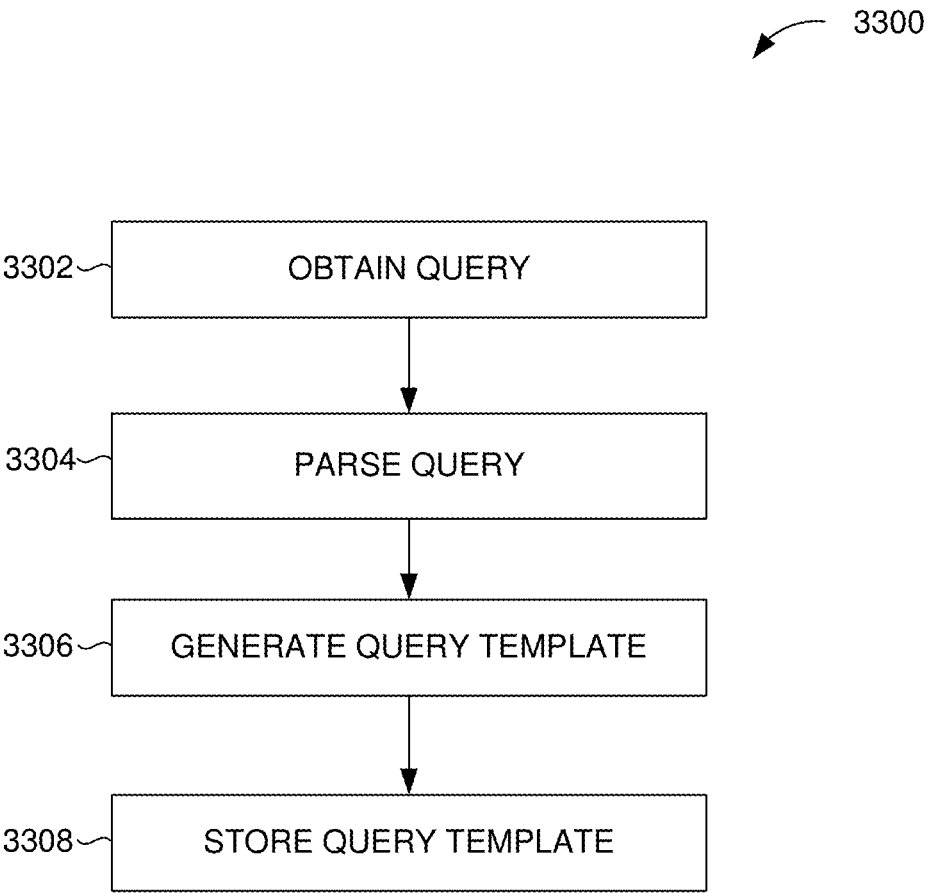 3300
3302 OBTAIN QUERY
3304 PARSE QUERY
3306 GENERATE QUERY TEMPLATE
3308 STORE QUERY TEMPLATE